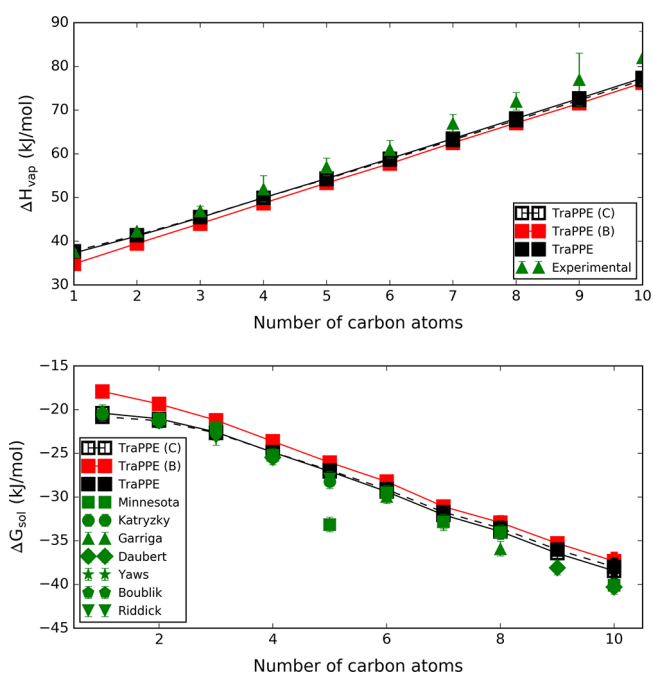 90
80
70
60
50
40
30
ΔHvap (kJ/mol)
TraPPE (C)
TraPPE (B)
TraPPE
Experimental
1 2 3 4 5 6 7 8 9 10
Number of carbon atoms
−15
−20
−25
−30
−35
−40
−45
ΔGsol (kJ/mol)
TraPPE (C)
TraPPE (B)
TraPPE
Minnesota
Katryzky
Garriga
Daubert
Yaws
Boublik
Riddick
2 4 6 8 10
Number of carbon atoms